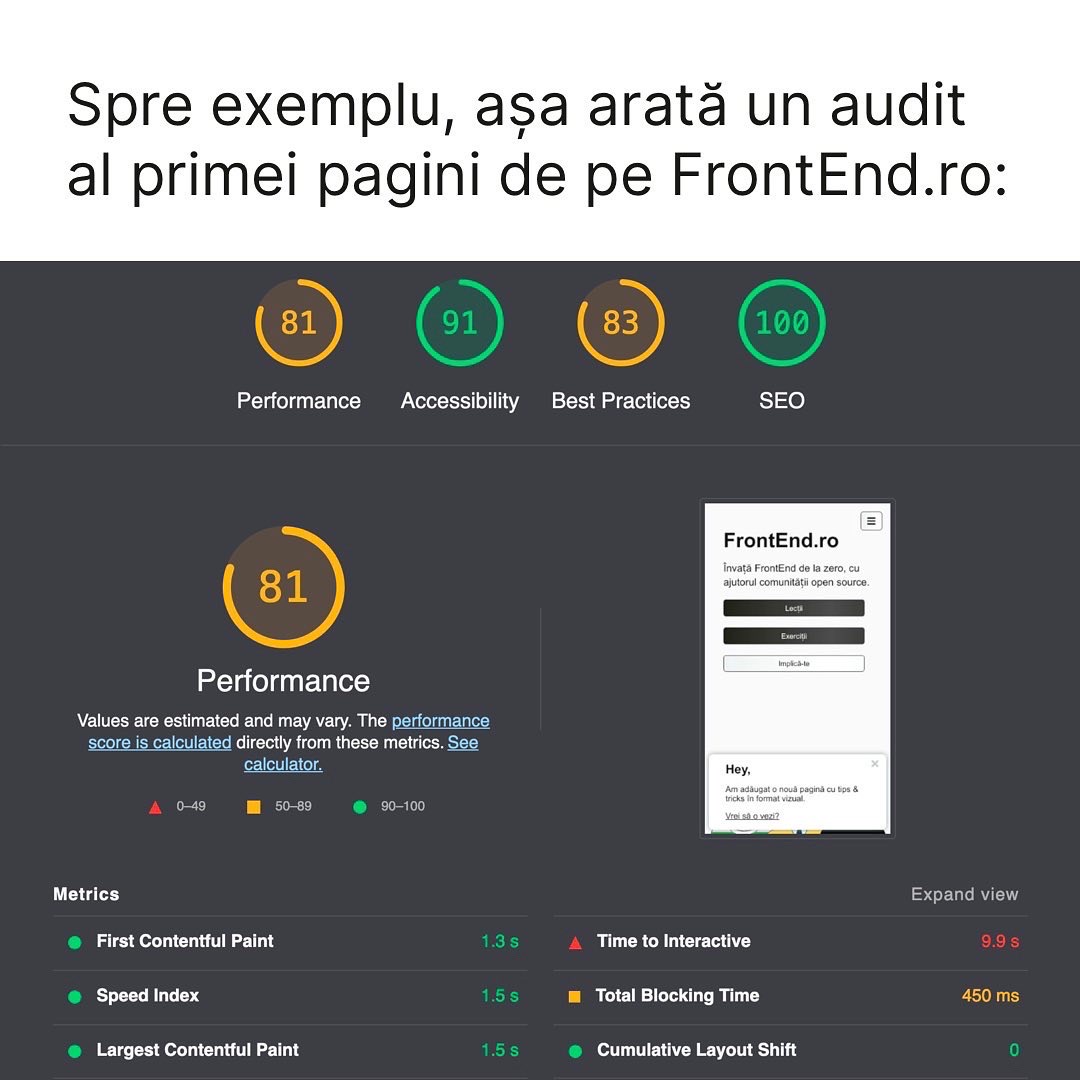 Spre exemplu, așa arată un audit
al primei pagini de pe FrontEnd.ro:
81
91
83
100
Performance
Accessibility
Best Practices
SEO
81
Performance
Values are estimated and may vary. The performance
score is calculated directly from these metrics. See
calculator.
0–49
50–89
90–100
FrontEnd.ro
Învață FrontEnd de la zero, cu
ajutorul comunității open source.
Lecții
Exerciții
Implică-te
Hey,
Am adăugat o nouă pagină cu tips &
tricks în format vizual.
Vrei să o vezi?
Metrics
Expand view
First Contentful Paint 1.3 s
Time to Interactive 9.9 s
Speed Index 1.5 s
Total Blocking Time 450 ms
Largest Contentful Paint 1.5 s
Cumulative Layout Shift 0